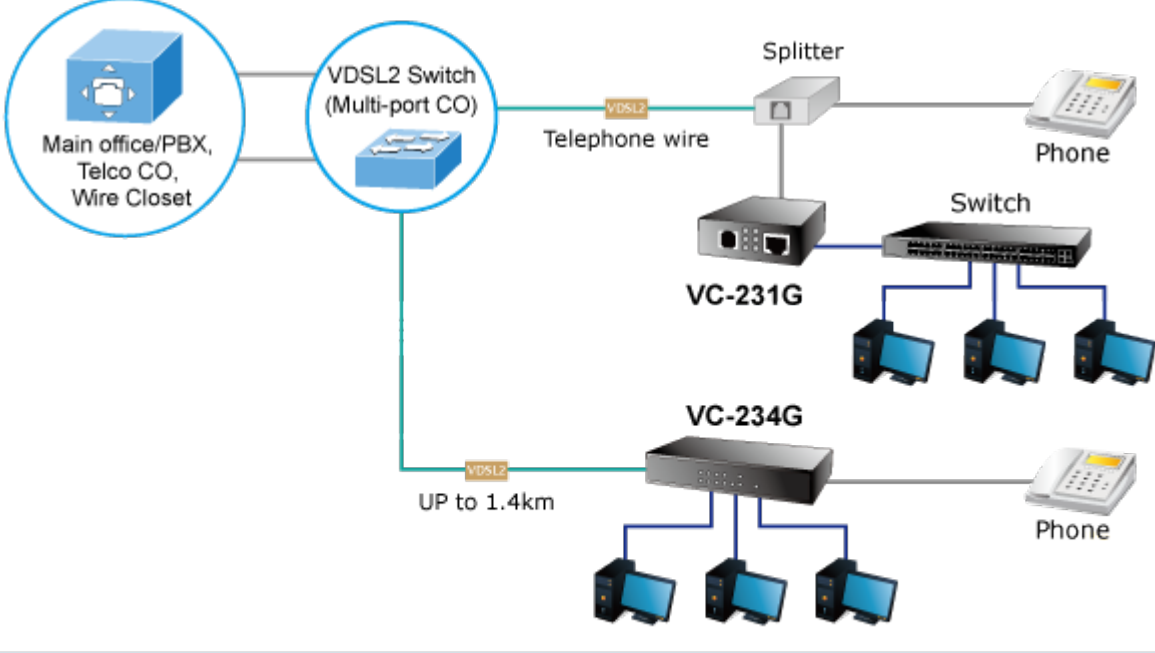 Main office/PBX,
Telco CO,
Wire Closet
VDSL2 Switch
(Multi-port CO)
VDSL2
Telephone wire
Splitter
Phone
VC-231G
Switch
VC-234G
VDSL2
UP to 1.4km
Phone